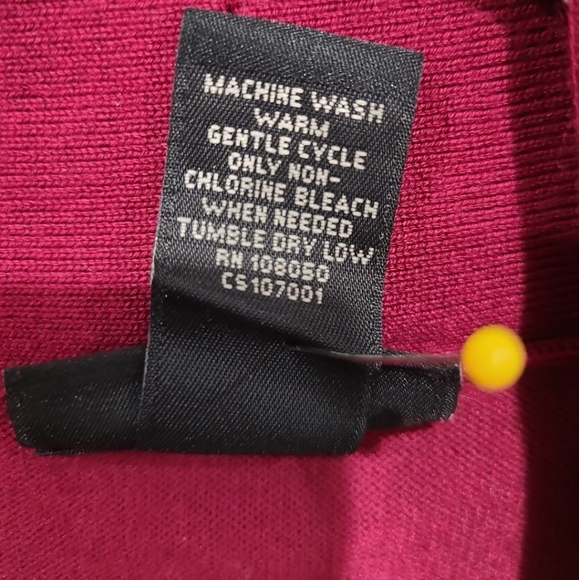 MACHINE WASH
WARM
GENTLE CYCLE
ONLY NON-
CHLORINE BLEACH
WHEN NEEDED
TUMBLE DRY LOW
RN 108050
CS107001